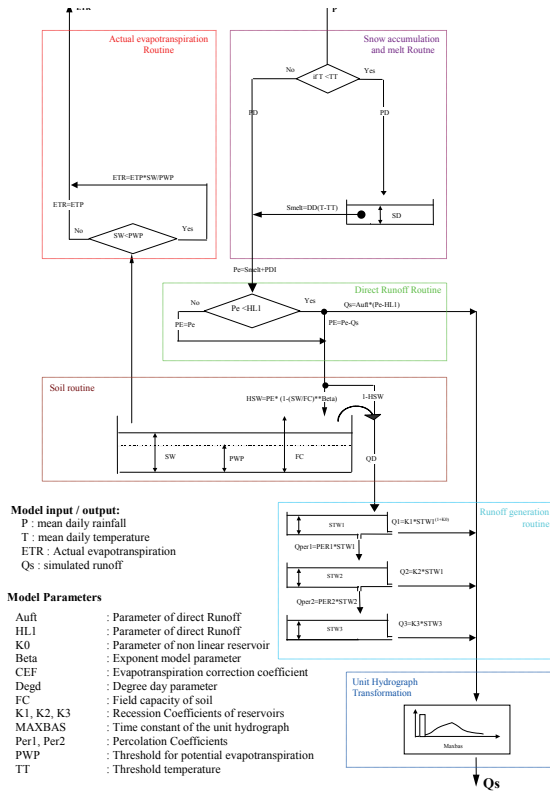 ETR
P
Actual evapotranspiration
Routine
Snow accumulation
and melt Routne
No
if T <TT
Yes
PD
PD
ETR=ETP*SW/PWP
ETR=ETP
No
SW<PWP
Yes
Smelt=DD(T-TT)
SD
Pe=Smelt+PDI
Direct Runoff Routine
No
Pe <HL1
Yes
Qs=Auft*(Pe-HL1)
PE=Pe
PE=Pe-Qs
Soil routine
HSW=PE* (1-(SW/FC)**Beta)
1-HSW
SW
PWP
FC
QD
Model input / output:
P : mean daily rainfall
T : mean daily temperature
ETR : Actual evapotranspiration
Qs : simulated runoff
Runoff generation
routine
STW1
Q1=K1*STW1(1+K0)
Qper1=PER1*STW1
STW2
Q2=K2*STW1
Qper2=PER2*STW2
STW3
Q3=K3*STW3
Model Parameters
Auft : Parameter of direct Runoff
HL1 : Parameter of direct Runoff
K0 : Parameter of non linear reservoir
Beta : Exponent model parameter
CEF : Evapotranspiration correction coefficient
Degd : Degree day parameter
FC : Field capacity of soil
K1, K2, K3 : Recession Coefficients of reservoirs
MAXBAS : Time constant of the unit hydrograph
Per1, Per2 : Percolation Coefficients
PWP : Threshold for potential evapotranspiration
TT : Threshold temperature
Unit Hydrograph
Transformation
Maxbas
Qs